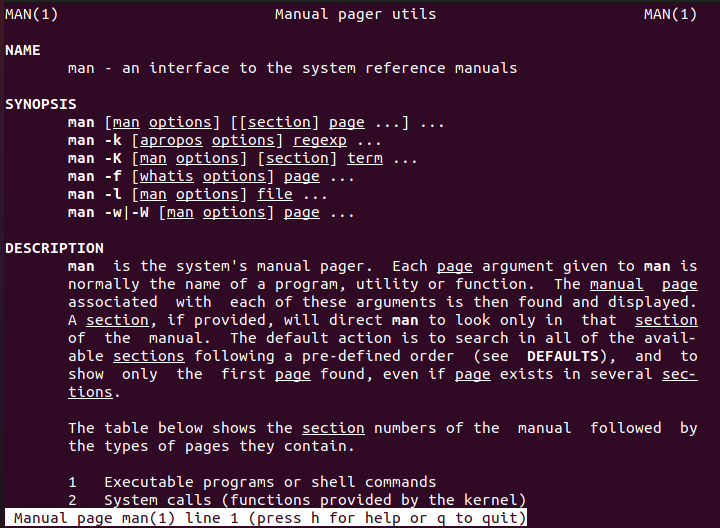 MAN(1)                        Manual pager utils                       MAN(1)
NAME
       man - an interface to the system reference manuals
SYNOPSIS
       man [man options] [[section] page ...] ...
       man -k [apropos options] regexp ...
       man -K [man options] [section] term ...
       man -f [whatis options] page ...
       man -l [man options] file ...
       man -w|-W [man options] page ...
DESCRIPTION
       man  is the system's manual pager.  Each page argument given to man is
       normally the name of a program, utility or function.  The manual  page
       associated  with  each of these arguments is then found and displayed.
       A section, if provided, will direct man to look only in  that  section
       of  the  manual.  The default action is to search in all of the avail‐
       able sections following a pre-defined order  (see  DEFAULTS),  and  to
       show  only  the  first page found, even if page exists in several sec‐
       tions.
       The table below shows the section numbers of the  manual  followed  by
       the types of pages they contain.
       1   Executable programs or shell commands
       2   System calls (functions provided by the kernel)
 Manual page man(1) line 1 (press h for help or q to quit)